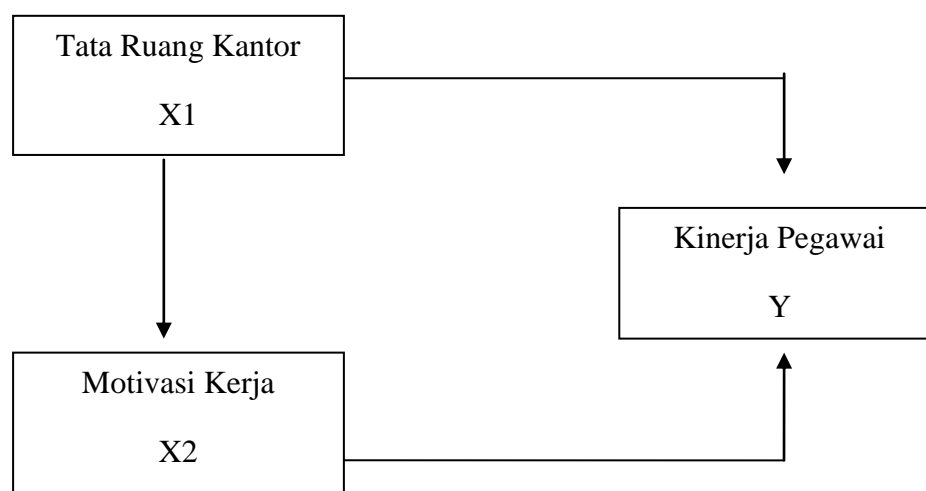 Tata Ruang Kantor
X1
Kinerja Pegawai
Y
Motivasi Kerja
X2